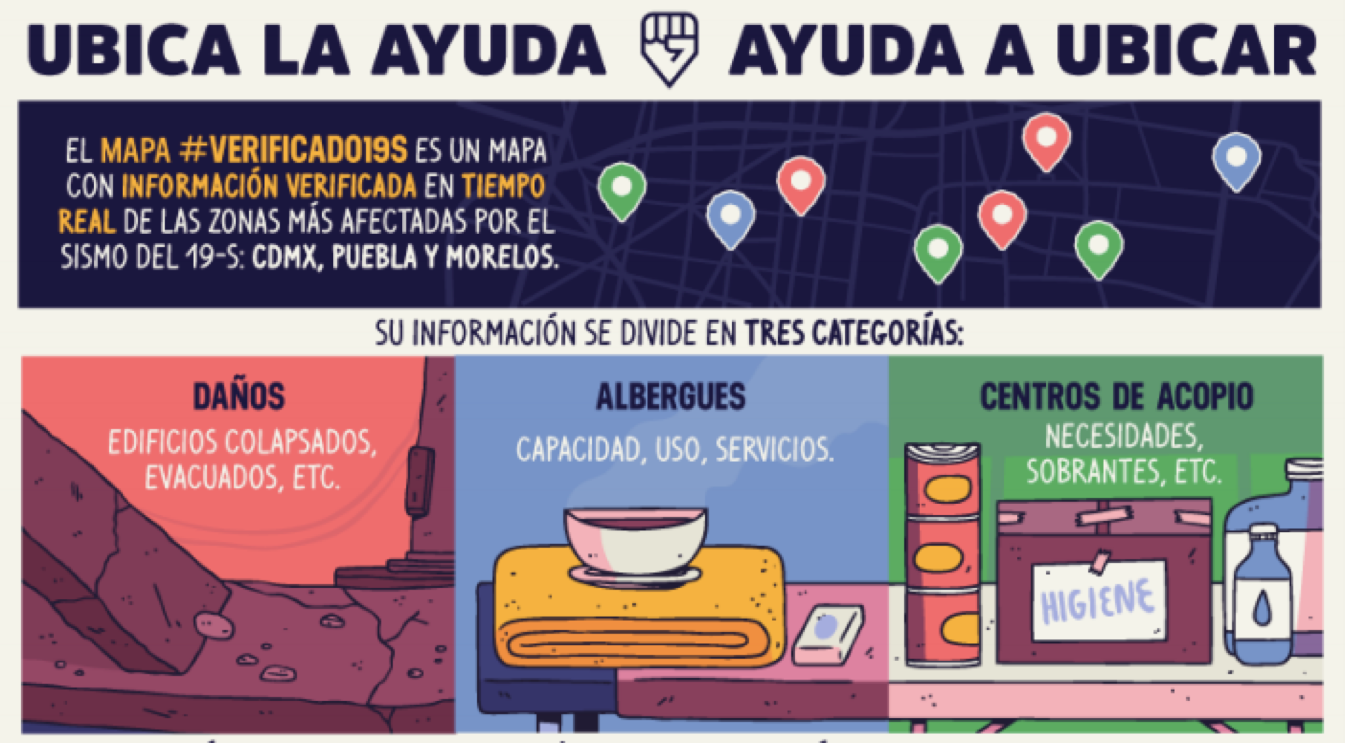 UBICA LA AYUDA AYUDA A UBICAR
EL MAPA #VERIFICADO19S ES UN MAPA
CON INFORMACIÓN VERIFICADA EN TIEMPO
REAL DE LAS ZONAS MÁS AFECTADAS POR EL
SISMO DEL 19-S: CDMX, PUEBLA Y MORELOS.
SU INFORMACIÓN SE DIVIDE EN TRES CATEGORÍAS:
DAÑOS
EDIFICIOS COLAPSADOS,
EVACUADOS, ETC.
ALBERGUES
CAPACIDAD, USO, SERVICIOS.
CENTROS DE ACOPIO
NECESIDADES,
SOBRANTES, ETC.
HIGIENE